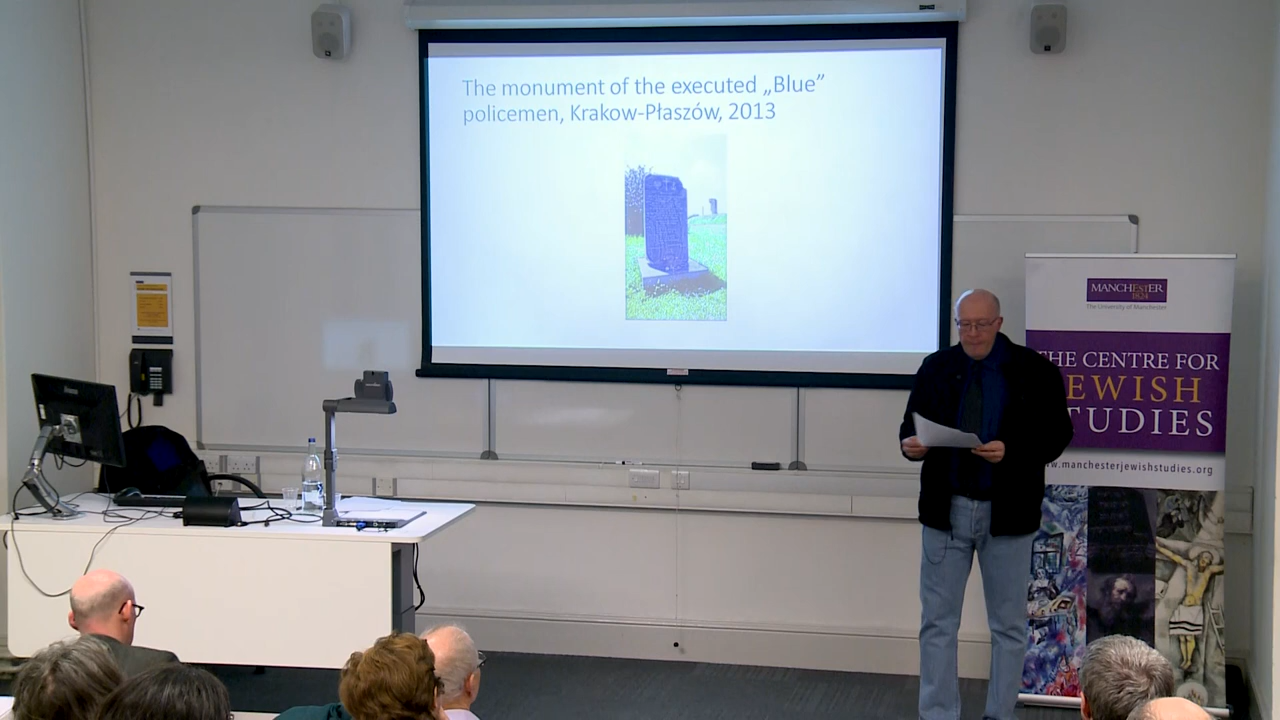 The monument of the executed „Blue”
policemen, Krakow-Płaszów, 2013
MANCHESTER
1824
The University of Manchester
THE CENTRE FOR
JEWISH
STUDIES
www.manchesterjewishstudies.org